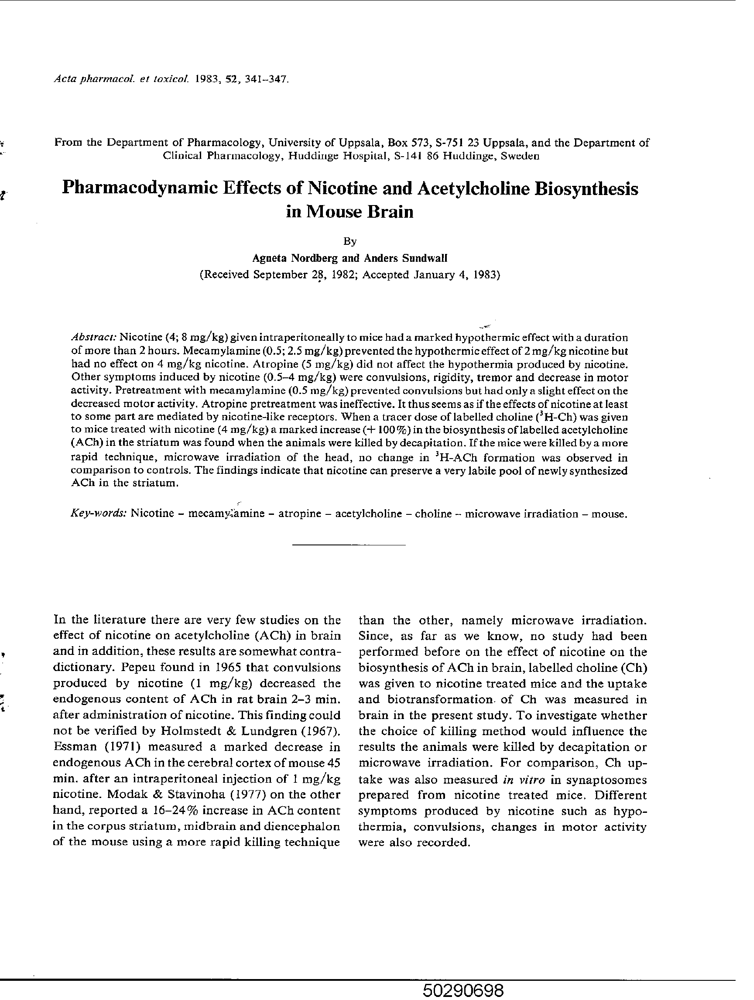 Acta pharmacol. et toxicol. 1983, 52, 341–347.
From the Department of Pharmacology, University of Uppsala, Box 573, S-751 23 Uppsala, and the Department of
Clinical Pharmacology, Huddinge Hospital, S-141 86 Huddinge, Sweden
Pharmacodynamic Effects of Nicotine and Acetylcholine Biosynthesis
in Mouse Brain
By
Agneta Nordberg and Anders Sundwall
(Received September 28, 1982; Accepted January 4, 1983)
Abstract: Nicotine (4; 8 mg/kg) given intraperitoneally to mice had a marked hypothermic effect with a duration
of more than 2 hours. Mecamylamine (0.5; 2.5 mg/kg) prevented the hypothermic effect of 2 mg/kg nicotine but
had no effect on 4 mg/kg nicotine. Atropine (5 mg/kg) did not affect the hypothermia produced by nicotine.
Other symptoms induced by nicotine (0.5–4 mg/kg) were convulsions, rigidity, tremor and decrease in motor
activity. Pretreatment with mecamylamine (0.5 mg/kg) prevented convulsions but had only a slight effect on the
decreased motor activity. Atropine pretreatment was ineffective. It thus seems as if the effects of nicotine at least
to some part are mediated by nicotine-like receptors. When a tracer dose of labelled choline (³H-Ch) was given
to mice treated with nicotine (4 mg/kg) a marked increase (+ 100%) in the biosynthesis of labelled acetylcholine
(ACh) in the striatum was found when the animals were killed by decapitation. If the mice were killed by a more
rapid technique, microwave irradiation of the head, no change in ³H-ACh formation was observed in
comparison to controls. The findings indicate that nicotine can preserve a very labile pool of newly synthesized
ACh in the striatum.
Key-words: Nicotine – mecamylamine – atropine – acetylcholine – choline – microwave irradiation – mouse.
In the literature there are very few studies on the
effect of nicotine on acetylcholine (ACh) in brain
and in addition, these results are somewhat contra-
dictionary. Pepeu found in 1965 that convulsions
produced by nicotine (1 mg/kg) decreased the
endogenous content of ACh in rat brain 2–3 min.
after administration of nicotine. This finding could
not be verified by Holmstedt & Lundgren (1967).
Essman (1971) measured a marked decrease in
endogenous ACh in the cerebral cortex of mouse 45
min. after an intraperitoneal injection of 1 mg/kg
nicotine. Modak & Stavinoha (1977) on the other
hand, reported a 16–24% increase in ACh content
in the corpus striatum, midbrain and diencephalon
of the mouse using a more rapid killing technique
than the other, namely microwave irradiation.
Since, as far as we know, no study had been
performed before on the effect of nicotine on the
biosynthesis of ACh in brain, labelled choline (Ch)
was given to nicotine treated mice and the uptake
and biotransformation of Ch was measured in
brain in the present study. To investigate whether
the choice of killing method would influence the
results the animals were killed by decapitation or
microwave irradiation. For comparison, Ch up-
take was also measured in vitro in synaptosomes
prepared from nicotine treated mice. Different
symptoms produced by nicotine such as hypo-
thermia, convulsions, changes in motor activity
were also recorded.
50290698